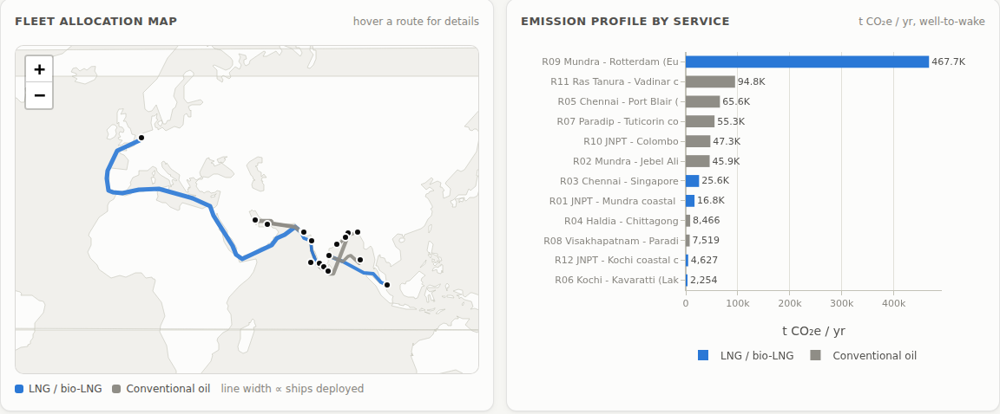 FLEET ALLOCATION MAP
hover a route for details
+
−
LNG / bio-LNG
Conventional oil
line width ∝ ships deployed
EMISSION PROFILE BY SERVICE
t CO₂e / yr, well-to-wake
R09 Mundra - Rotterdam (Eu
467.7K
R11 Ras Tanura - Vadinar c
94.8K
R05 Chennai - Port Blair (
65.6K
R07 Paradip - Tuticorin co
55.3K
R10 JNPT - Colombo
47.3K
R02 Mundra - Jebel Ali
45.9K
R03 Chennai - Singapore
25.6K
R01 JNPT - Mundra coastal
16.8K
R04 Haldia - Chittagong
8,466
R08 Visakhapatnam - Paradi
7,519
R12 JNPT - Kochi coastal c
4,627
R06 Kochi - Kavaratti (Lak
2,254
0 100k 200k 300k 400k
t CO₂e / yr
LNG / bio-LNG
Conventional oil